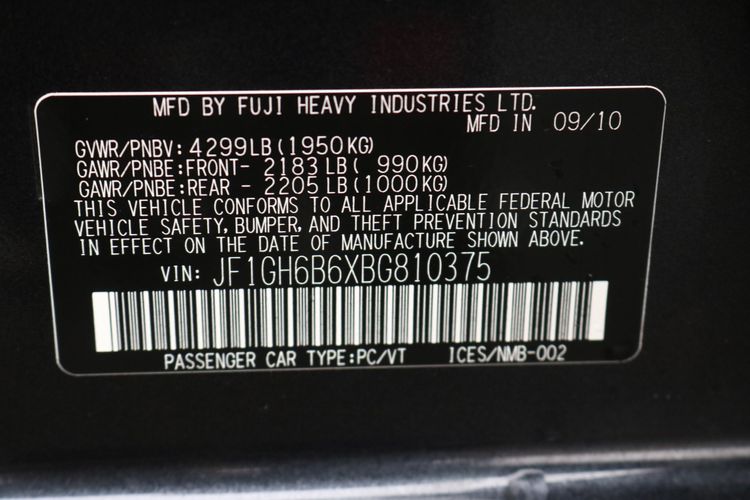 MFD BY FUJI HEAVY INDUSTRIES LTD.
MFD IN 09/10
GVWR/PNBV: 4299LB(1950KG)
GAWR/PNBE:FRONT- 2183LB( 990KG)
GAWR/PNBE:REAR - 2205LB(1000KG)
THIS VEHICLE CONFORMS TO ALL APPLICABLE FEDERAL MOTOR
VEHICLE SAFETY, BUMPER, AND THEFT PREVENTION STANDARDS
IN EFFECT ON THE DATE OF MANUFACTURE SHOWN ABOVE.
VIN: JF1GH6B6XBG810375
PASSENGER CAR TYPE:PC/VT ICES/NMB-002